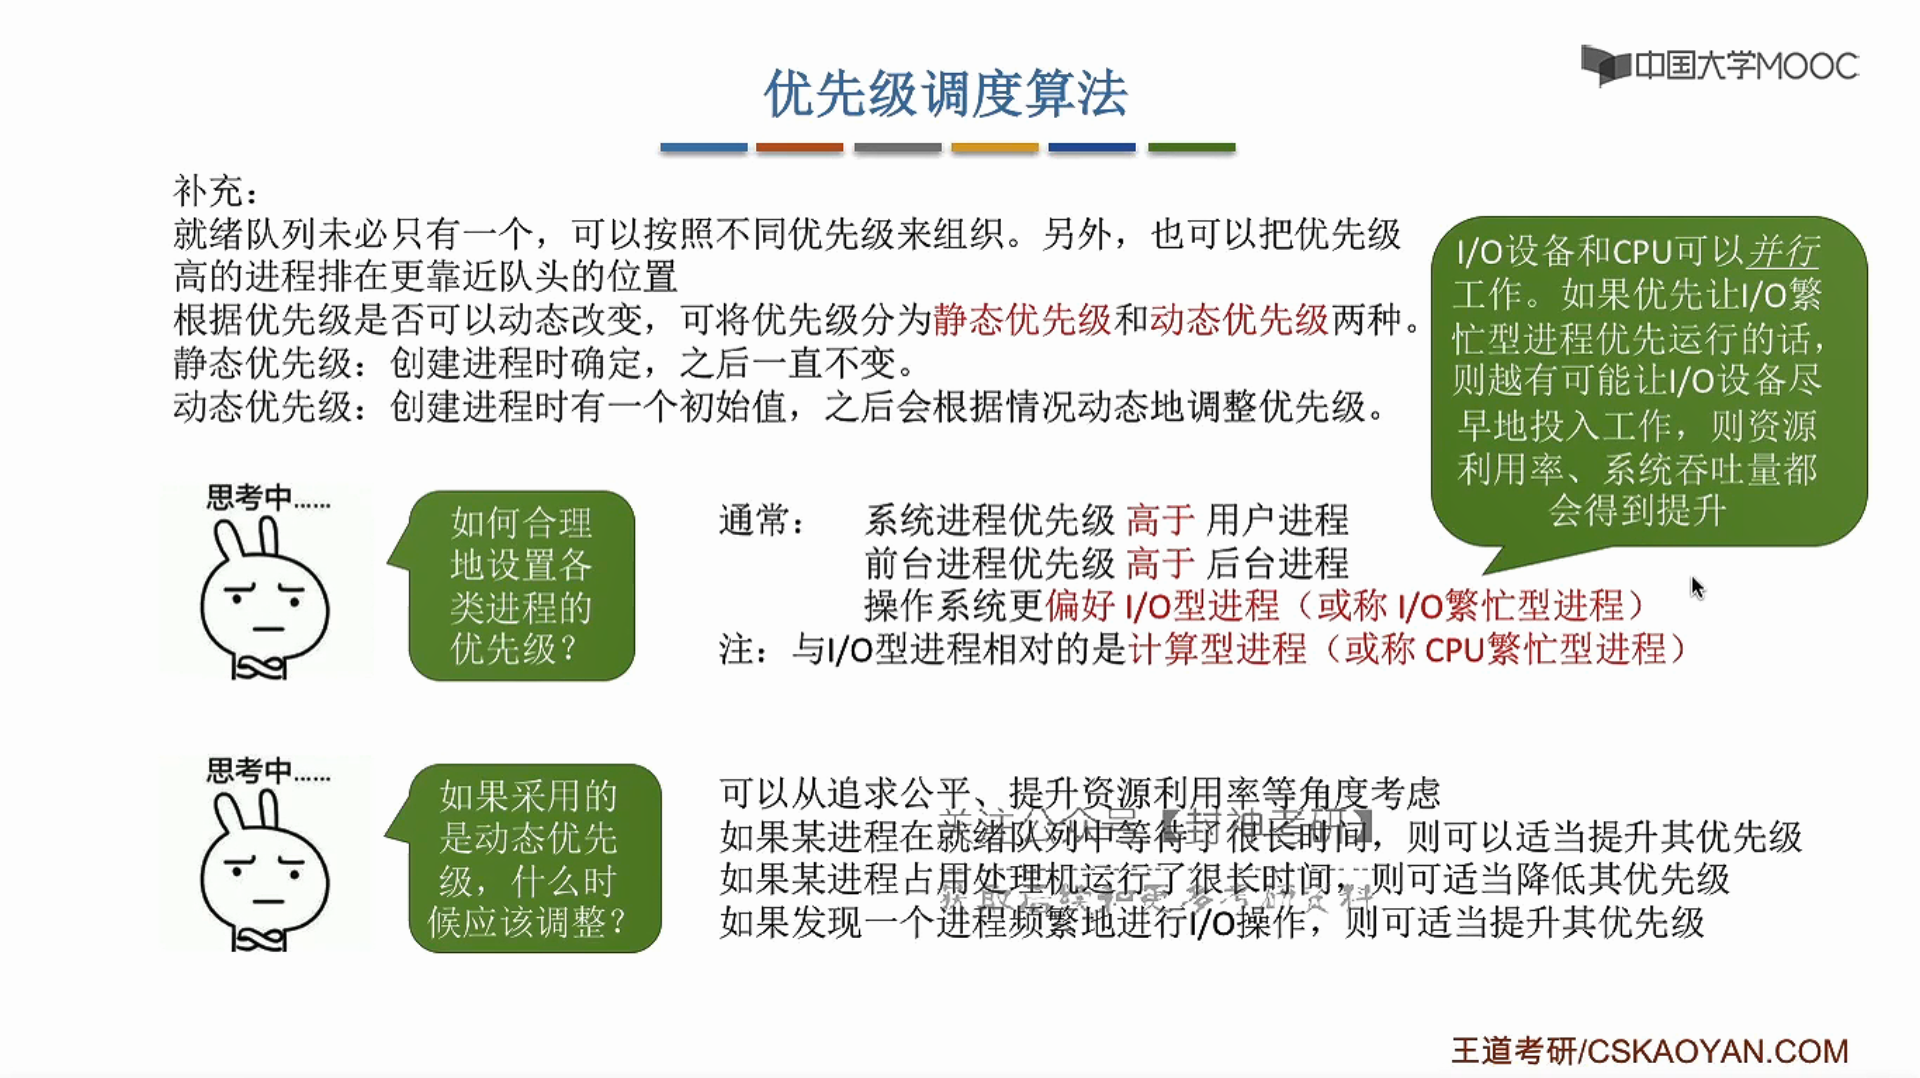 中国大学MOOC
优先级调度算法
补充：
就绪队列未必只有一个，可以按照不同优先级来组织。另外，也可以把优先级
高的进程排在更靠近队头的位置
根据优先级是否可以动态改变，可将优先级分为静态优先级和动态优先级两种。
静态优先级：创建进程时确定，之后一直不变。
动态优先级：创建进程时有一个初始值，之后会根据情况动态地调整优先级。
I/O设备和CPU可以并行
工作。如果优先让I/O繁
忙型进程优先运行的话，
则越有可能让I/O设备尽
早地投入工作，则资源
利用率、系统吞吐量都
会得到提升
思考中......
如何合理
地设置各
类进程的
优先级？
通常： 系统进程优先级 高于 用户进程
前台进程优先级 高于 后台进程
操作系统更偏好 I/O型进程（或称 I/O繁忙型进程）
注：与I/O型进程相对的是计算型进程（或称 CPU繁忙型进程）
思考中......
如果采用的
是动态优先
级，什么时
候应该调整？
可以从追求公平、提升资源利用率等角度考虑
如果某进程在就绪队列中等待了很长时间，则可以适当提升其优先级
如果某进程占用处理机运行了很长时间，则可适当降低其优先级
如果发现一个进程频繁地进行I/O操作，则可适当提升其优先级
关注公众号【封神考研】
王道考研/CSKAOYAN.COM